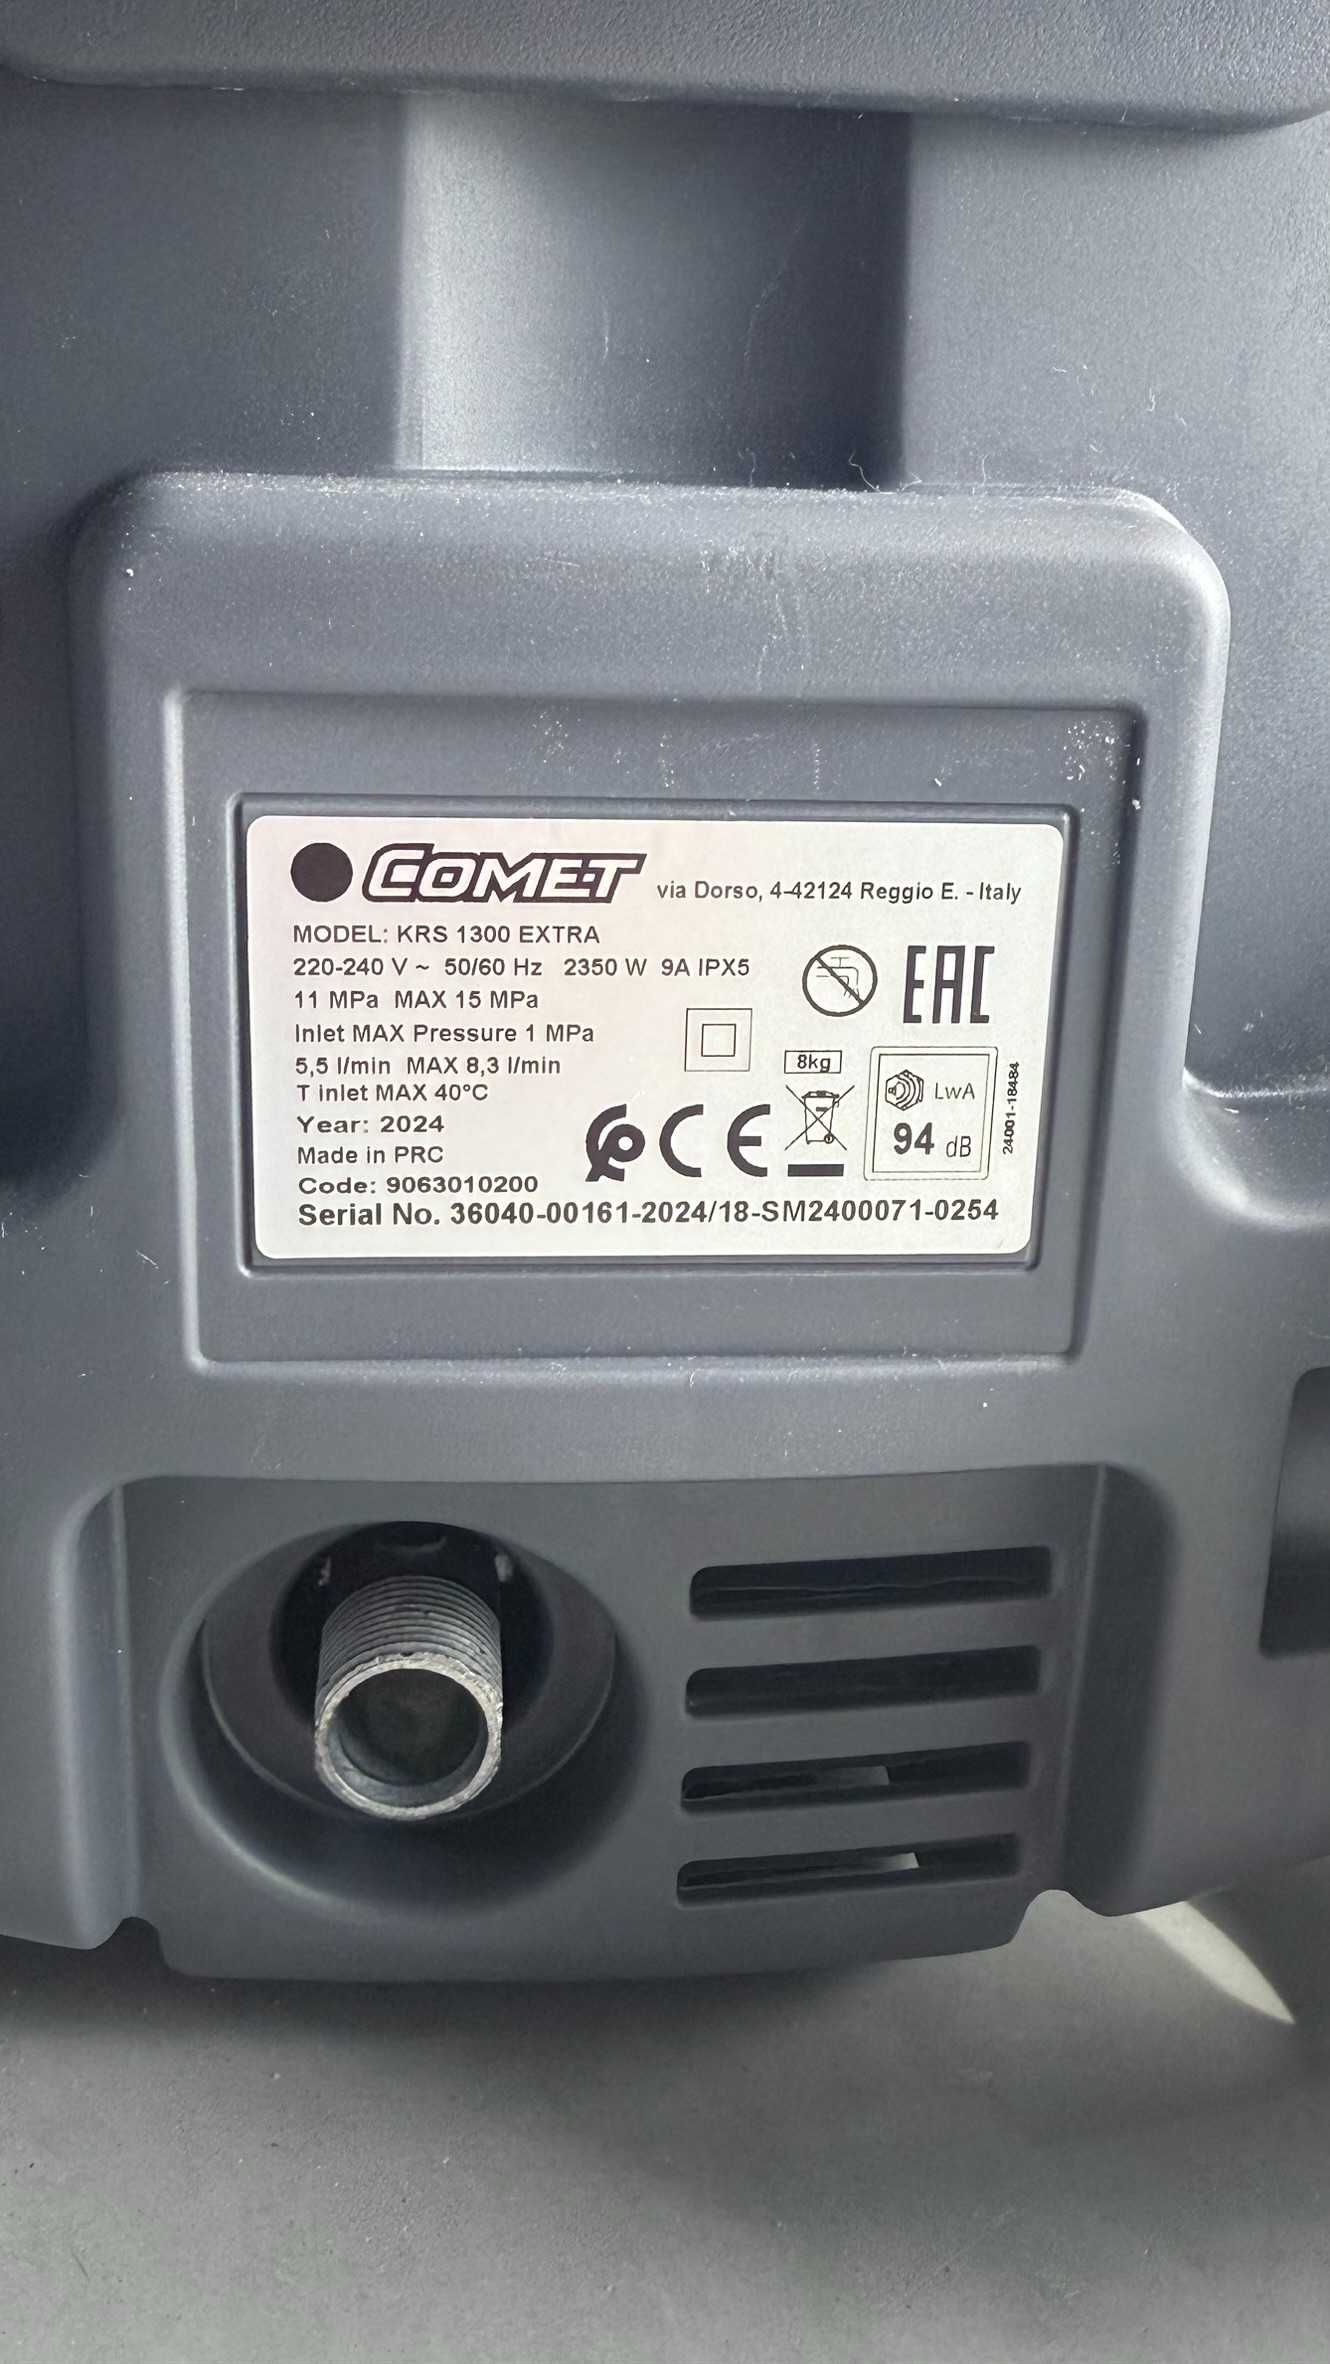 COMET via Dorso, 4-42124 Reggio E. - Italy
MODEL: KRS 1300 EXTRA
220-240 V ~ 50/60 Hz 2350 W 9A IPX5
11 MPa MAX 15 MPa
Inlet MAX Pressure 1 MPa
5,5 l/min MAX 8,3 l/min
T inlet MAX 40°C
Year: 2024
Made in PRC
Code: 9063010200
Serial No. 36040-00161-2024/18-SM2400071-0254
EAC
8kg
CE
LwA
94 dB
24001-18484